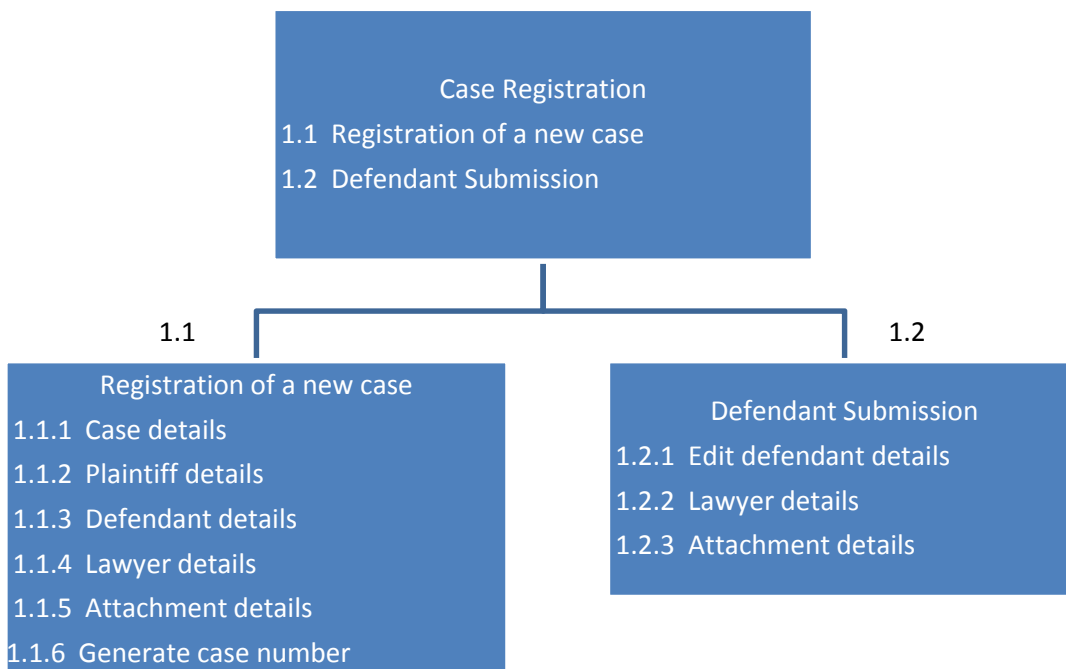 Case Registration
1.1 Registration of a new case
1.2 Defendant Submission
1.1
1.2
Registration of a new case
1.1.1 Case details
1.1.2 Plaintiff details
1.1.3 Defendant details
1.1.4 Lawyer details
1.1.5 Attachment details
1.1.6 Generate case number
Defendant Submission
1.2.1 Edit defendant details
1.2.2 Lawyer details
1.2.3 Attachment details